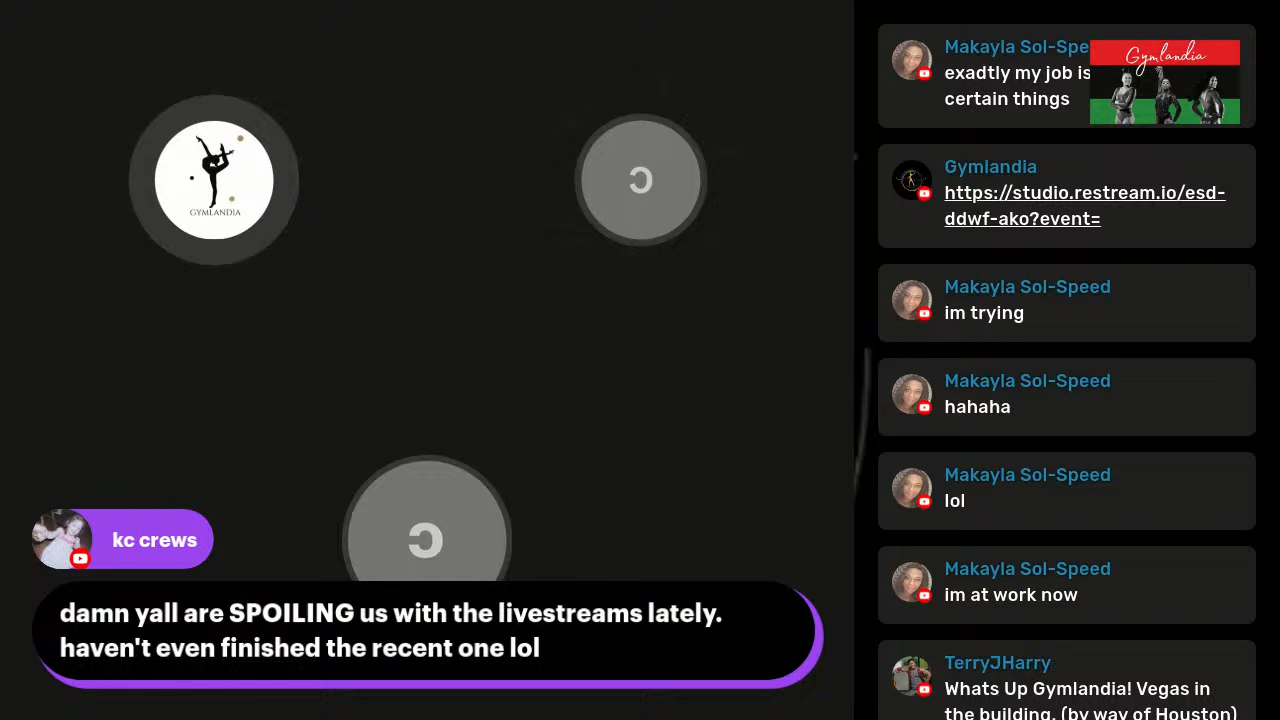 GYMLANDIA
C
C
kc crews
damn yall are SPOILING us with the livestreams lately.
haven't even finished the recent one lol
Makayla Sol-Spe
exadtly my job is
certain things
Gymlandia
Gymlandia
https://studio.restream.io/esd-
ddwf-ako?event=
Makayla Sol-Speed
im trying
Makayla Sol-Speed
hahaha
Makayla Sol-Speed
lol
Makayla Sol-Speed
im at work now
TerryJHarry
Whats Up Gymlandia! Vegas in
the building. (by way of Houston)